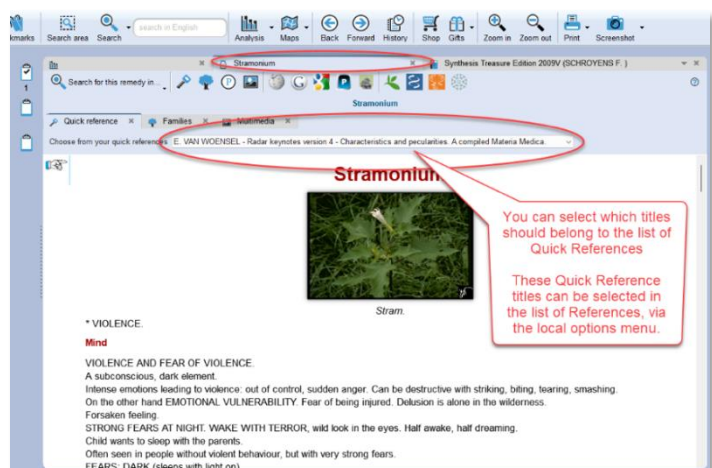 search in English
kmarks Search area Search Analysis Maps Back Forward History Shop Gifts Zoom in Zoom out Print Screenshot
Stramonium Synthesis Treasure Edition 2009V (SCHROYENS F. )
1
Search for this remedy in...
Stramonium
Quick reference Families Multimedia
Choose from your quick references E. VAN WOENSEL - Radar keynotes version 4 - Characteristics and pecularities. A compiled Materia Medica.
Stramonium
You can select which titles
should belong to the list of
Quick References
These Quick Reference
titles can be selected in
the list of References, via
the local options menu.
Stram.
* VIOLENCE.
Mind
VIOLENCE AND FEAR OF VIOLENCE.
A subconscious, dark element.
Intense emotions leading to violence: out of control, sudden anger. Can be destructive with striking, biting, tearing, smashing.
On the other hand EMOTIONAL VULNERABILITY. Fear of being injured. Delusion is alone in the wilderness.
Forsaken feeling.
STRONG FEARS AT NIGHT. WAKE WITH TERROR, wild look in the eyes. Half awake, half dreaming.
Child wants to sleep with the parents.
Often seen in people without violent behaviour, but with very strong fears.
FEARS: DARK (sleeps with light on)